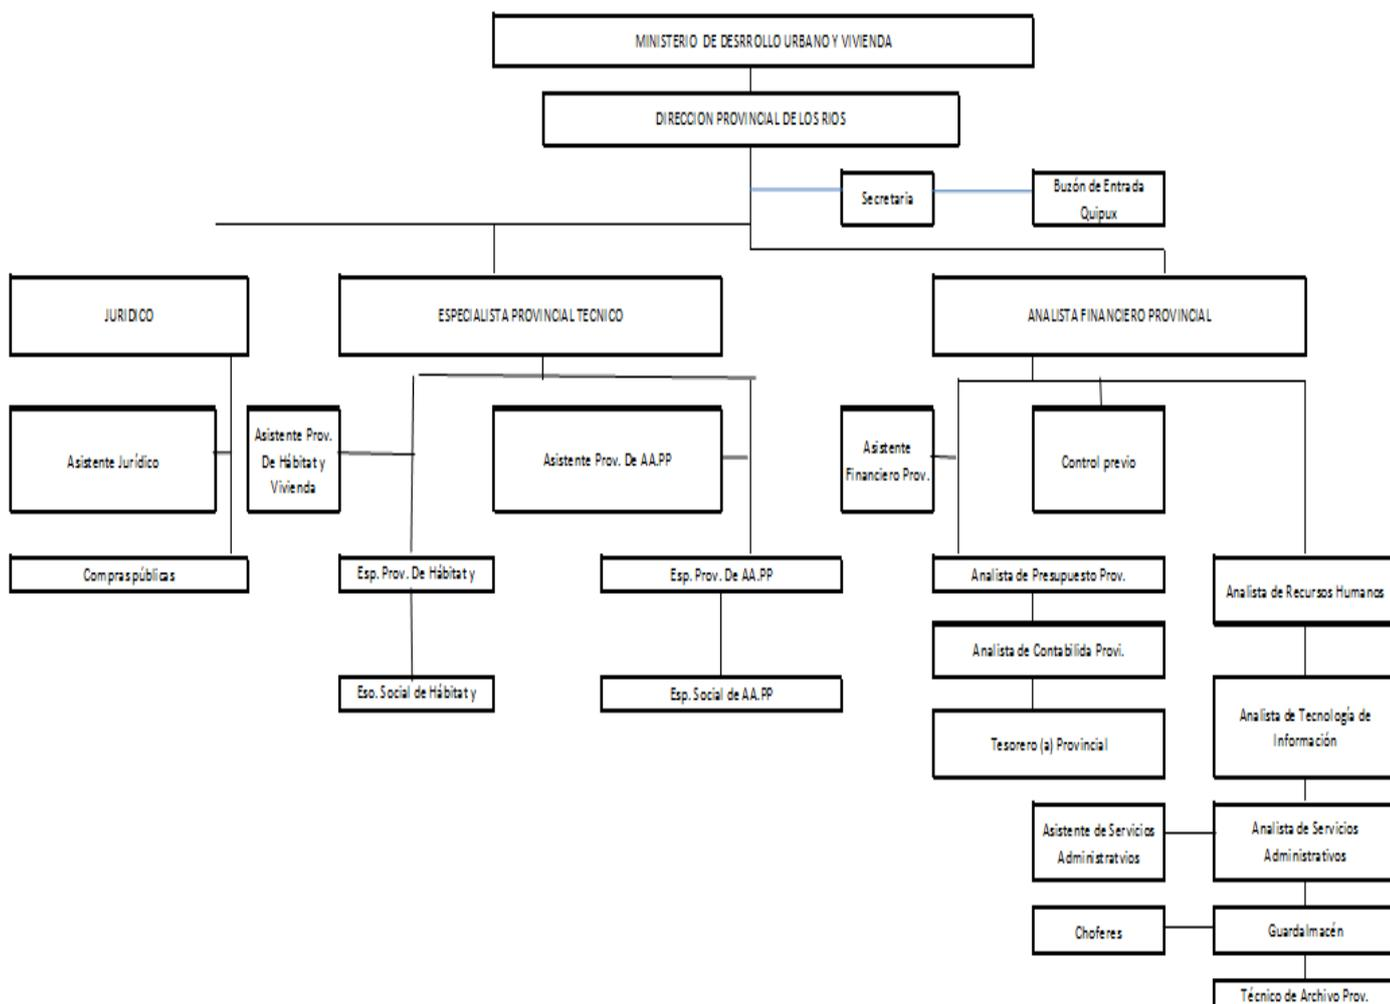 MINISTERIO DE DESRROLLO URBANO Y VIVIENDA
DIRECCION PROVINCIAL DE LOS RIOS
Secretaria
Buzón de Entrada
Quipux
JURIDICO
ESPECIALISTA PROVINCIAL TECNICO
ANALISTA FINANCIERO PROVINCIAL
Asistente Jurídico
Asistente Prov.
De Hábitat y
Vivienda
Asistente Prov. De AA.PP
Asistente
Financiero Prov.
Control previo
Compras públicas
Esp. Prov. De Hábitat y
Esp. Prov. De AA.PP
Analista de Presupuesto Prov.
Analista de Recursos Humanos
Analista de Contabilida Provi.
Eso. Social de Hábitat y
Esp. Social de AA.PP
Tesorero (a) Provincial
Analista de Tecnología de
Información
Asistente de Servicios
Administratvios
Analista de Servicios
Administrativos
Choferes
Guardalmacén
Técnico de Archivo Prov.